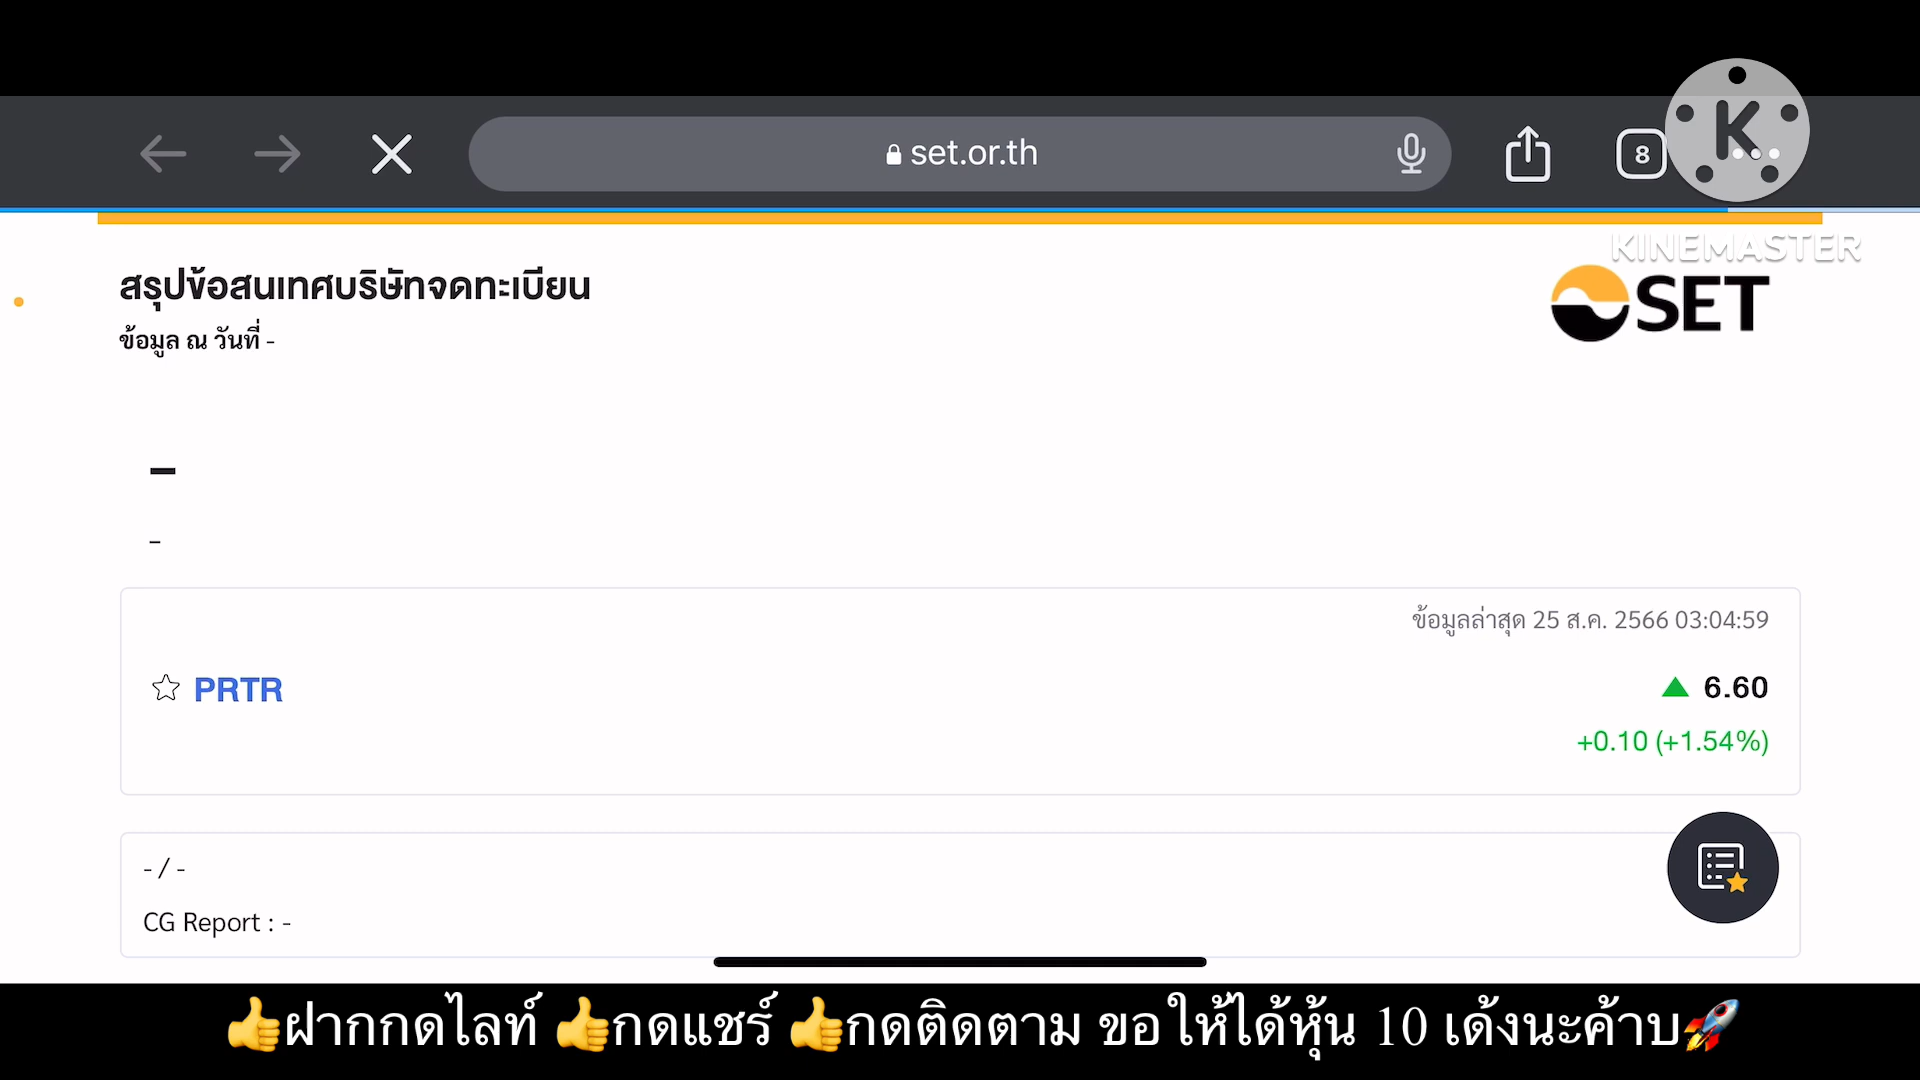 set.or.th
8
K
KINEMASTER
สรุปข้อสนเทศบริษัทจดทะเบียน
SET
ข้อมูล ณ วันที่ -
-
-
ข้อมูลล่าสุด 25 ส.ค. 2566 03:04:59
PRTR
6.60
+0.10 (+1.54%)
- / -
CG Report : -
👍ฝากกดไลท์ 👍กดแชร์ 👍กดติดตาม ขอให้ได้หุ้น 10 เด้งนะค้าบ🚀